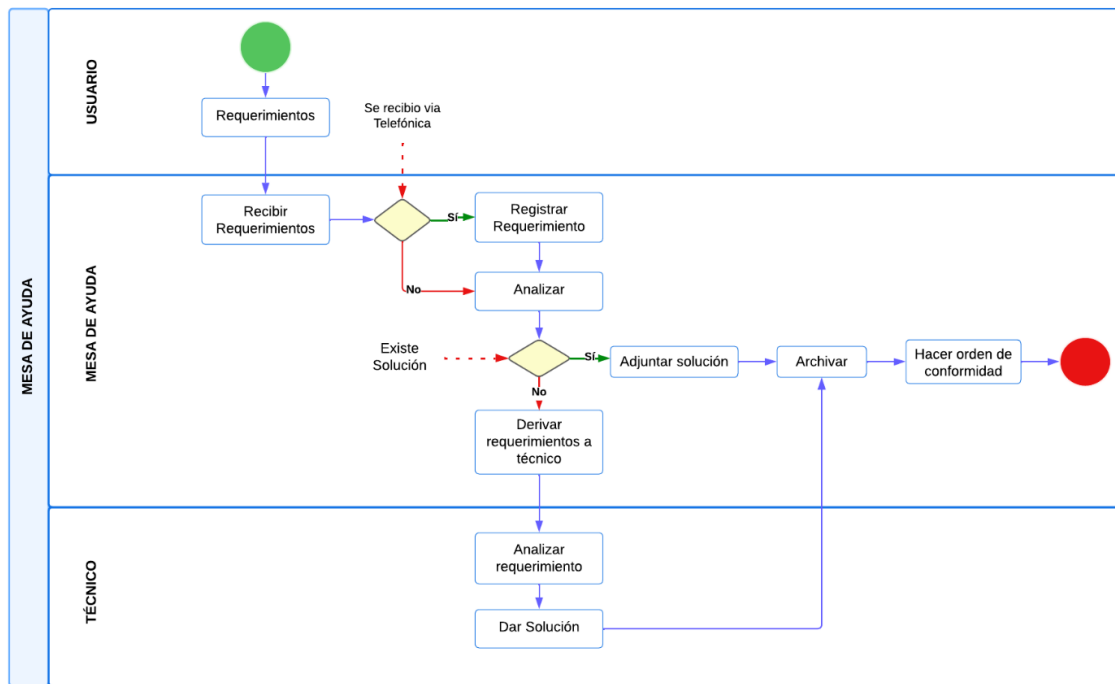 MESA DE AYUDA
USUARIO
Requerimientos
Se recibio via
Telefónica
MESA DE AYUDA
Recibir
Requerimientos
Sí
Registrar
Requerimiento
No
Analizar
Existe
Solución
Sí
Adjuntar solución
Archivar
Hacer orden de
conformidad
No
Derivar
requerimientos a
técnico
TÉCNICO
Analizar
requerimiento
Dar Solución